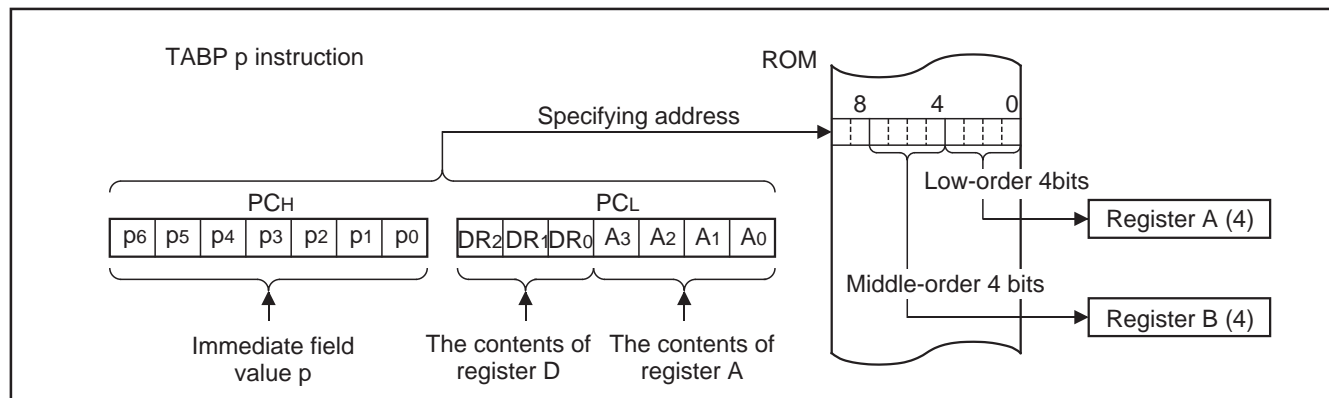 TABP p instruction
ROM
8 4 0
Specifying address
Low-order 4bits
PCH
PCL
Register A (4)
p6 p5 p4 p3 p2 p1 p0
DR2 DR1 DR0 A3 A2 A1 A0
Middle-order 4 bits
Register B (4)
Immediate field
value p
The contents of
register D
The contents of
register A